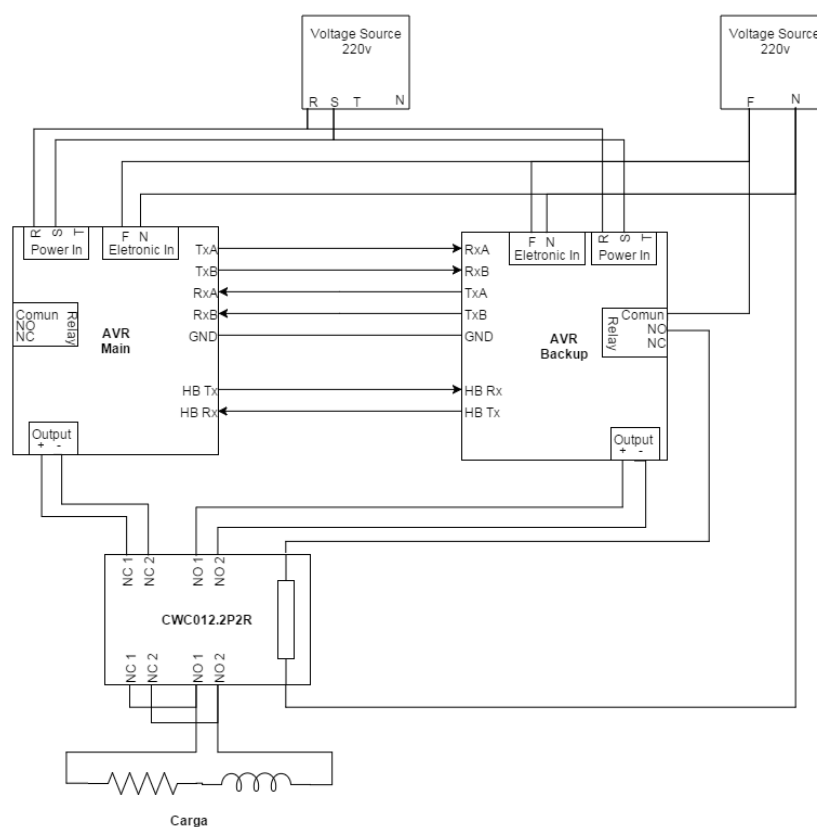 Voltage Source
220v
R S T N
Voltage Source
220v
F N
R S T
Power In
F N
Eletronic In
TxA
TxB
RxA
RxB
GND
HB Tx
HB Rx
Comun
NO
NC
Relay
AVR
Main
Output
+ -
F N
Eletronic In
R S T
Power In
RxA
RxB
TxA
TxB
GND
HB Rx
HB Tx
Comun
NO
NC
Relay
AVR
Backup
Output
+ -
NC 1 NC 2 NO 1 NO 2
CWC012.2P2R
NC 1 NC 2 NO 1 NO 2
Carga